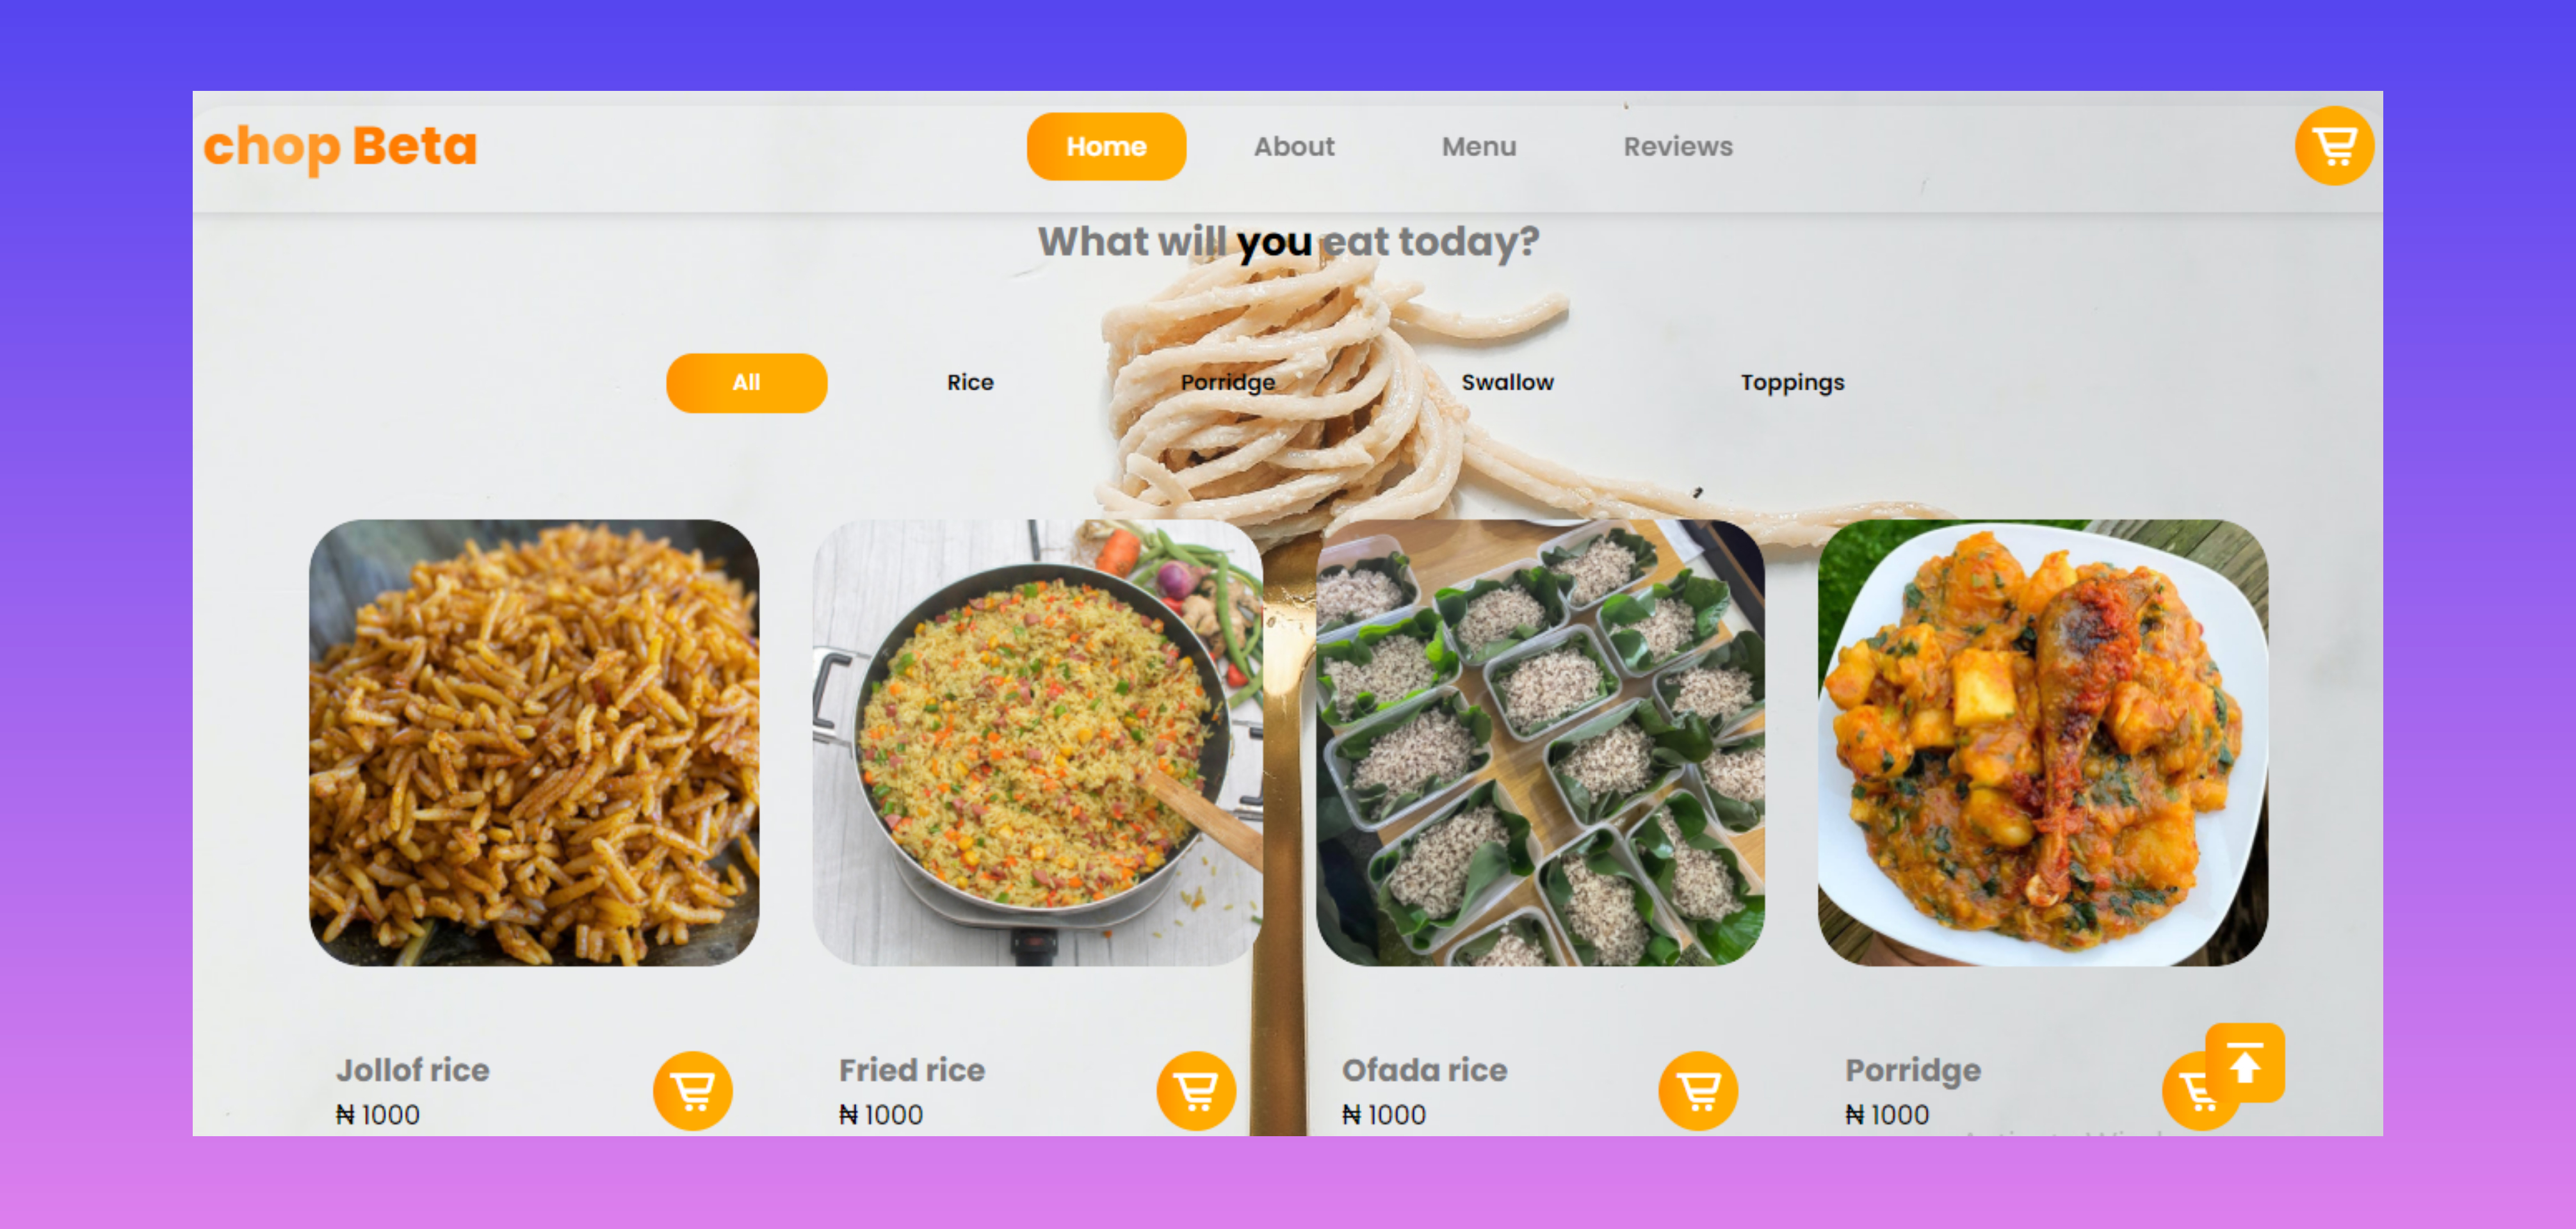 chop Beta
Home About Menu Reviews
What will you eat today?
All Rice Porridge Swallow Toppings
Jollof rice Fried rice Ofada rice Porridge
₦ 1000 ₦ 1000 ₦ 1000 ₦ 1000